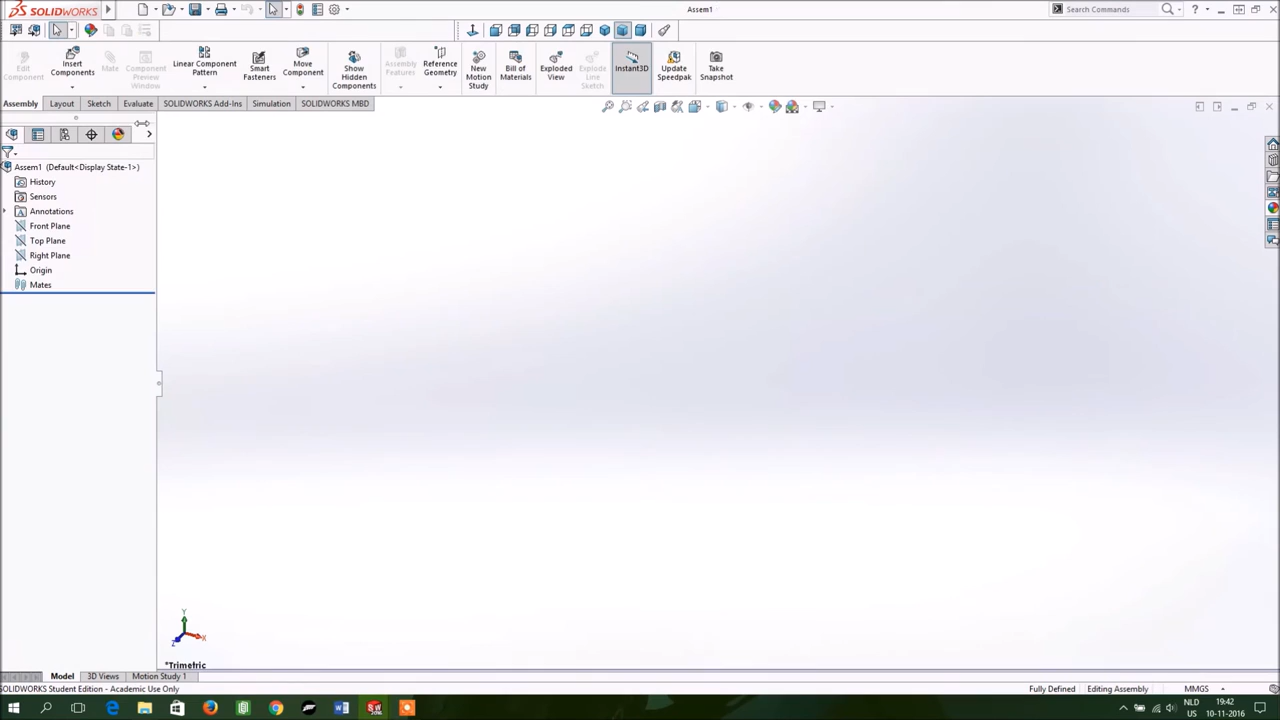 SOLIDWORKS
Assem1
Search Commands
Edit Component
Insert Components
Mate
Component Preview Window
Linear Component Pattern
Smart Fasteners
Move Component
Show Hidden Components
Assembly Features
Reference Geometry
New Motion Study
Bill of Materials
Exploded View
Explode Line Sketch
Instant3D
Update Speedpak
Take Snapshot
Assembly Layout Sketch Evaluate SOLIDWORKS Add-Ins Simulation SOLIDWORKS MBD
Assem1 (Default<Display State-1>)
History
Sensors
Annotations
Front Plane
Top Plane
Right Plane
Origin
Mates
Y
X
Z
*Trimetric
Model 3D Views Motion Study 1
SOLIDWORKS Student Edition - Academic Use Only
Fully Defined Editing Assembly MMGS
NLD 19:42
US 10-11-2016